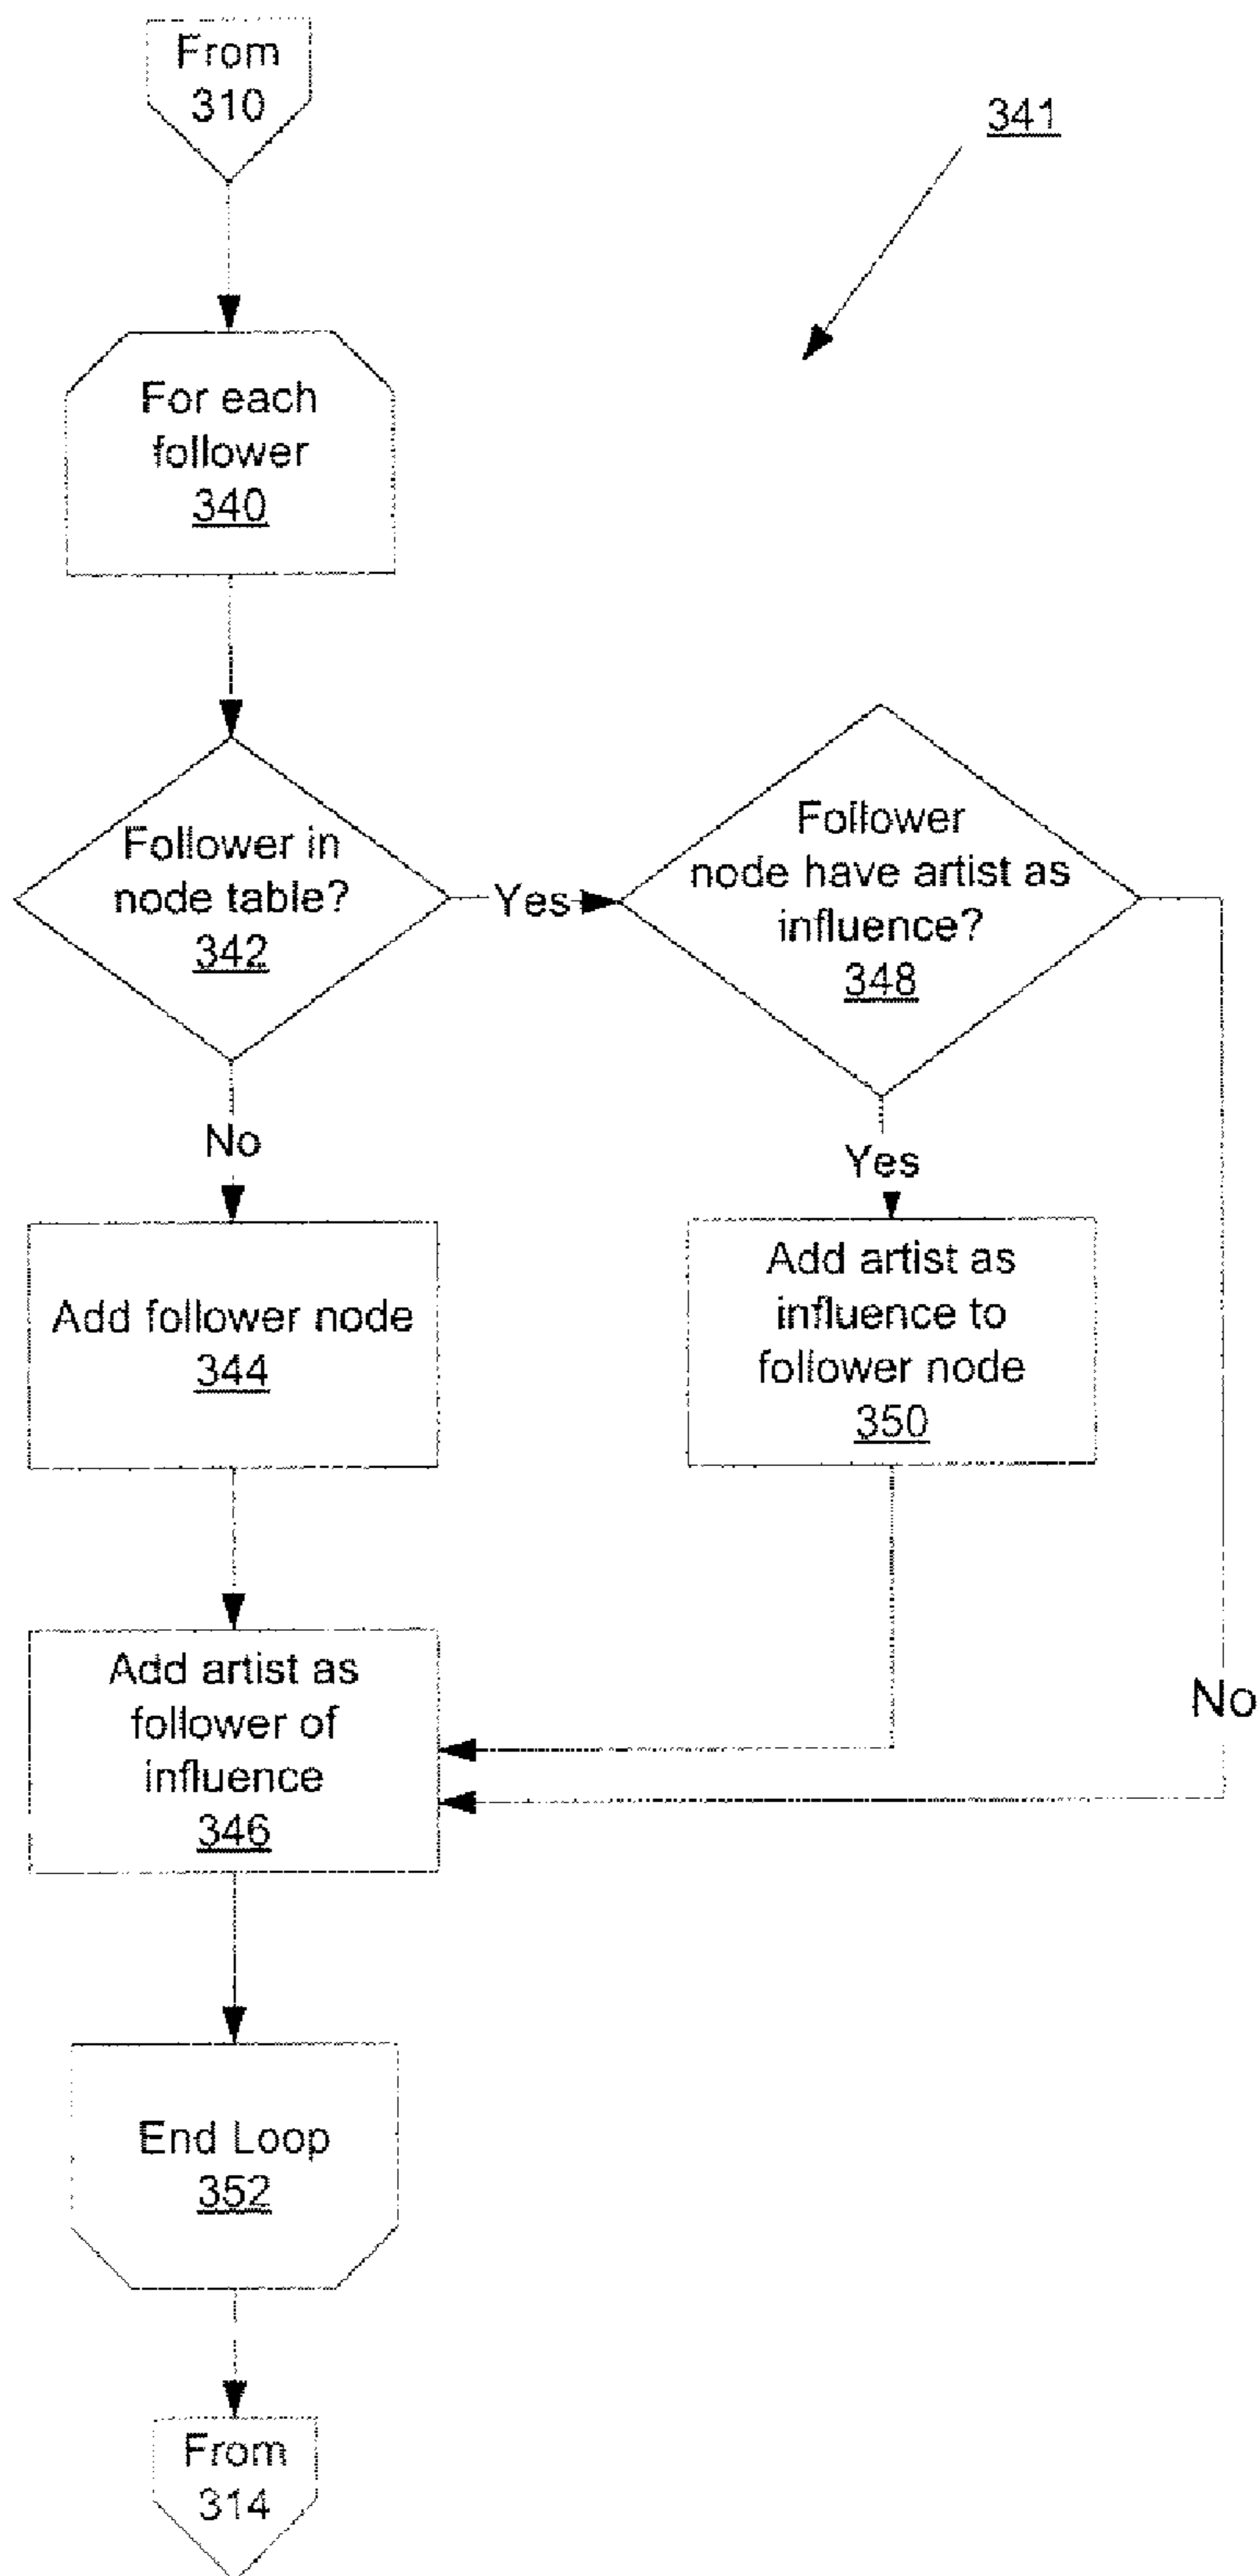 From
310
341
For each
follower
340
Follower in
node table?
342
Yes
Follower
node have artist as
influence?
348
No
Yes
Add follower node
344
Add artist as
influence to
follower node
350
Add artist as
follower of
influence
346
No
End Loop
352
From
314